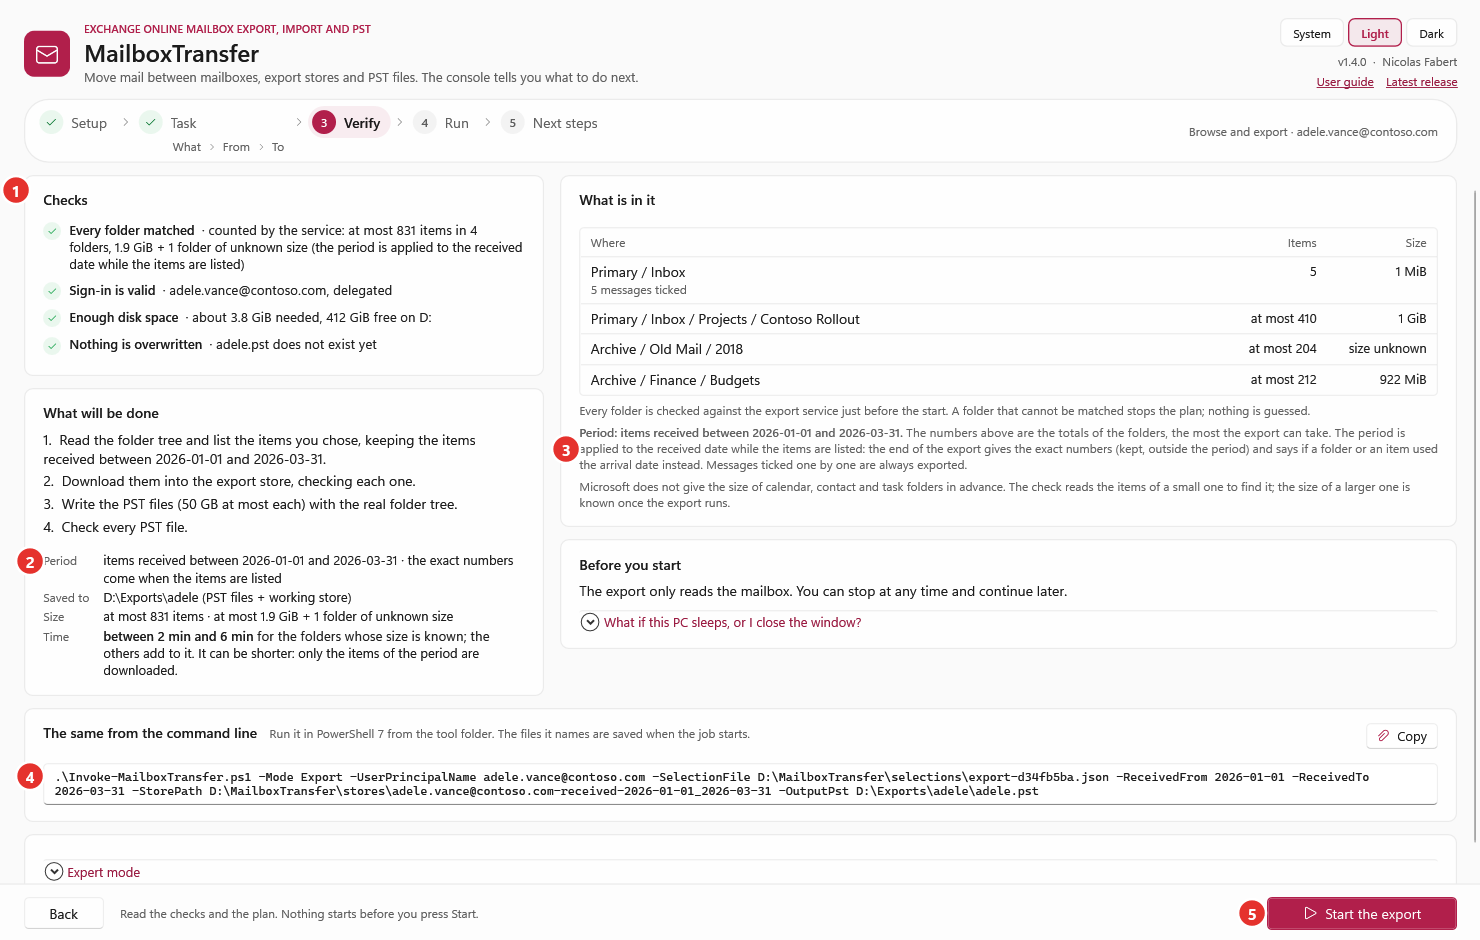 EXCHANGE ONLINE MAILBOX EXPORT, IMPORT AND PST
MailboxTransfer
Move mail between mailboxes, export stores and PST files. The console tells you what to do next.
System
Light
Dark
v1.4.0 · Nicolas Fabert
User guide
Latest release
Setup
Task
3
Verify
4
Run
5
Next steps
What
From
To
Browse and export · adele.vance@contoso.com
1
Checks
Every folder matched · counted by the service: at most 831 items in 4
folders, 1.9 GiB + 1 folder of unknown size (the period is applied to the received
date while the items are listed)
Sign-in is valid · adele.vance@contoso.com, delegated
Enough disk space · about 3.8 GiB needed, 412 GiB free on D:
Nothing is overwritten · adele.pst does not exist yet
What will be done
1. Read the folder tree and list the items you chose, keeping the items
received between 2026-01-01 and 2026-03-31.
2. Download them into the export store, checking each one.
3. Write the PST files (50 GB at most each) with the real folder tree.
4. Check every PST file.
2
Period
items received between 2026-01-01 and 2026-03-31 · the exact numbers
come when the items are listed
Saved to
D:\Exports\adele (PST files + working store)
Size
at most 831 items · at most 1.9 GiB + 1 folder of unknown size
Time
between 2 min and 6 min for the folders whose size is known; the
others add to it. It can be shorter: only the items of the period are
downloaded.
What is in it
Where Items Size
Primary / Inbox 5 1 MiB
5 messages ticked
Primary / Inbox / Projects / Contoso Rollout at most 410 1 GiB
Archive / Old Mail / 2018 at most 204 size unknown
Archive / Finance / Budgets at most 212 922 MiB
Every folder is checked against the export service just before the start. A folder that cannot be matched stops the plan; nothing is guessed.
3
Period: items received between 2026-01-01 and 2026-03-31. The numbers above are the totals of the folders, the most the export can take. The period is
applied to the received date while the items are listed: the end of the export gives the exact numbers (kept, outside the period) and says if a folder or an item used
the arrival date instead. Messages ticked one by one are always exported.
Microsoft does not give the size of calendar, contact and task folders in advance. The check reads the items of a small one to find it; the size of a larger one is
known once the export runs.
Before you start
The export only reads the mailbox. You can stop at any time and continue later.
What if this PC sleeps, or I close the window?
The same from the command line Run it in PowerShell 7 from the tool folder. The files it names are saved when the job starts.
Copy
4
.\Invoke-MailboxTransfer.ps1 -Mode Export -UserPrincipalName adele.vance@contoso.com -SelectionFile D:\MailboxTransfer\selections\export-d34fb5ba.json -ReceivedFrom 2026-01-01 -ReceivedTo
2026-03-31 -StorePath D:\MailboxTransfer\stores\adele.vance@contoso.com-received-2026-01-01_2026-03-31 -OutputPst D:\Exports\adele\adele.pst
Expert mode
Back
Read the checks and the plan. Nothing starts before you press Start.
5
Start the export